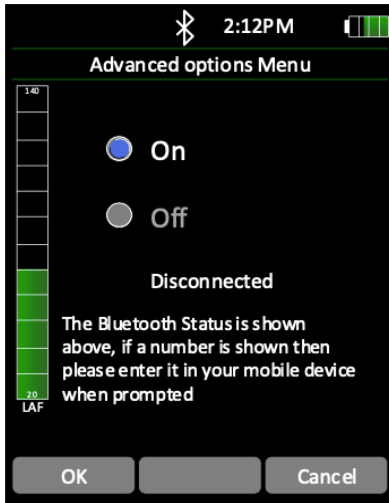 2:12PM
Advanced options Menu
140
On
Off
Disconnected
The Bluetooth Status is shown
above, if a number is shown then
please enter it in your mobile device
when prompted
20
LAF
OK
Cancel